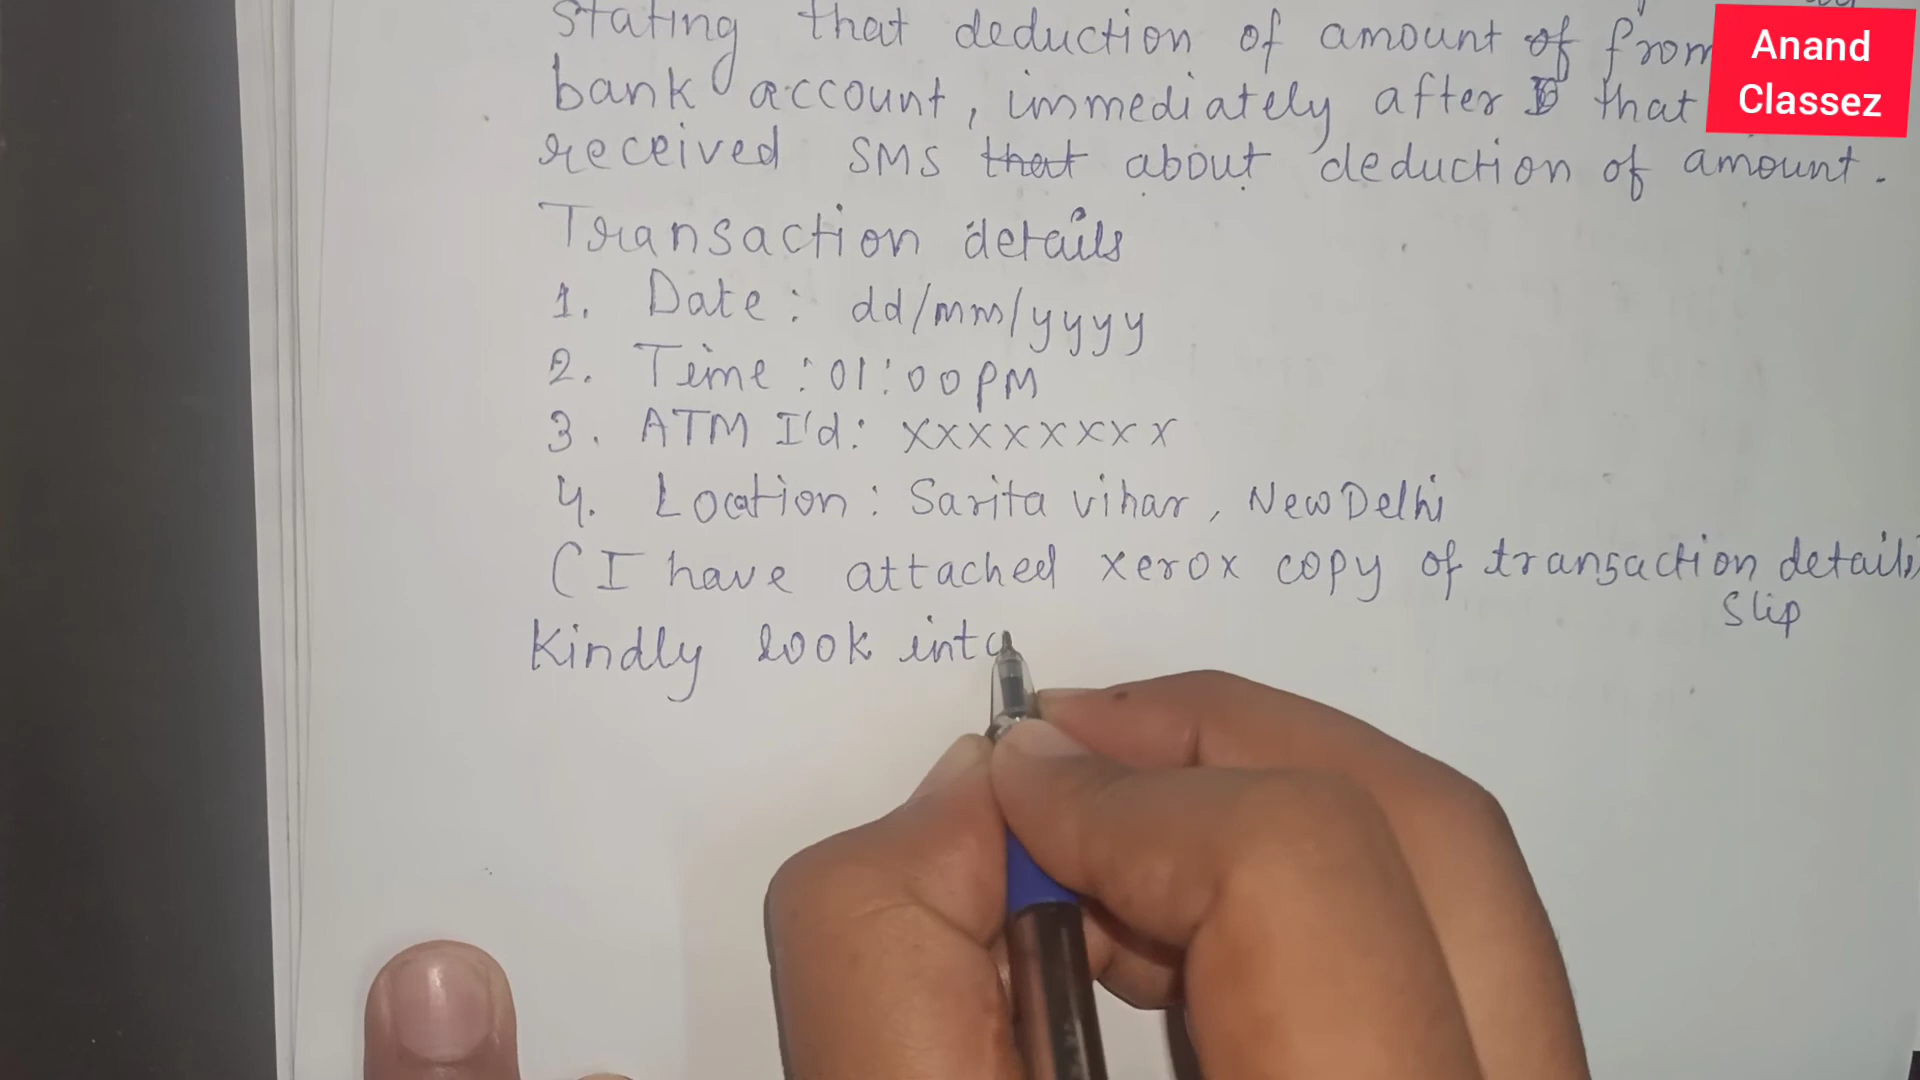 stating that deduction of amount of from
bank account, immediately after that
received SMS that about deduction of amount.
Transaction details
1. Date: dd/mm/yyyy
2. Time: 01:00PM
3. ATM I'd: xxxxxxxx
4. Location: Sarita vihar, New Delhi
(I have attached xerox copy of transaction details
slip
Kindly look into
Anand
Classez